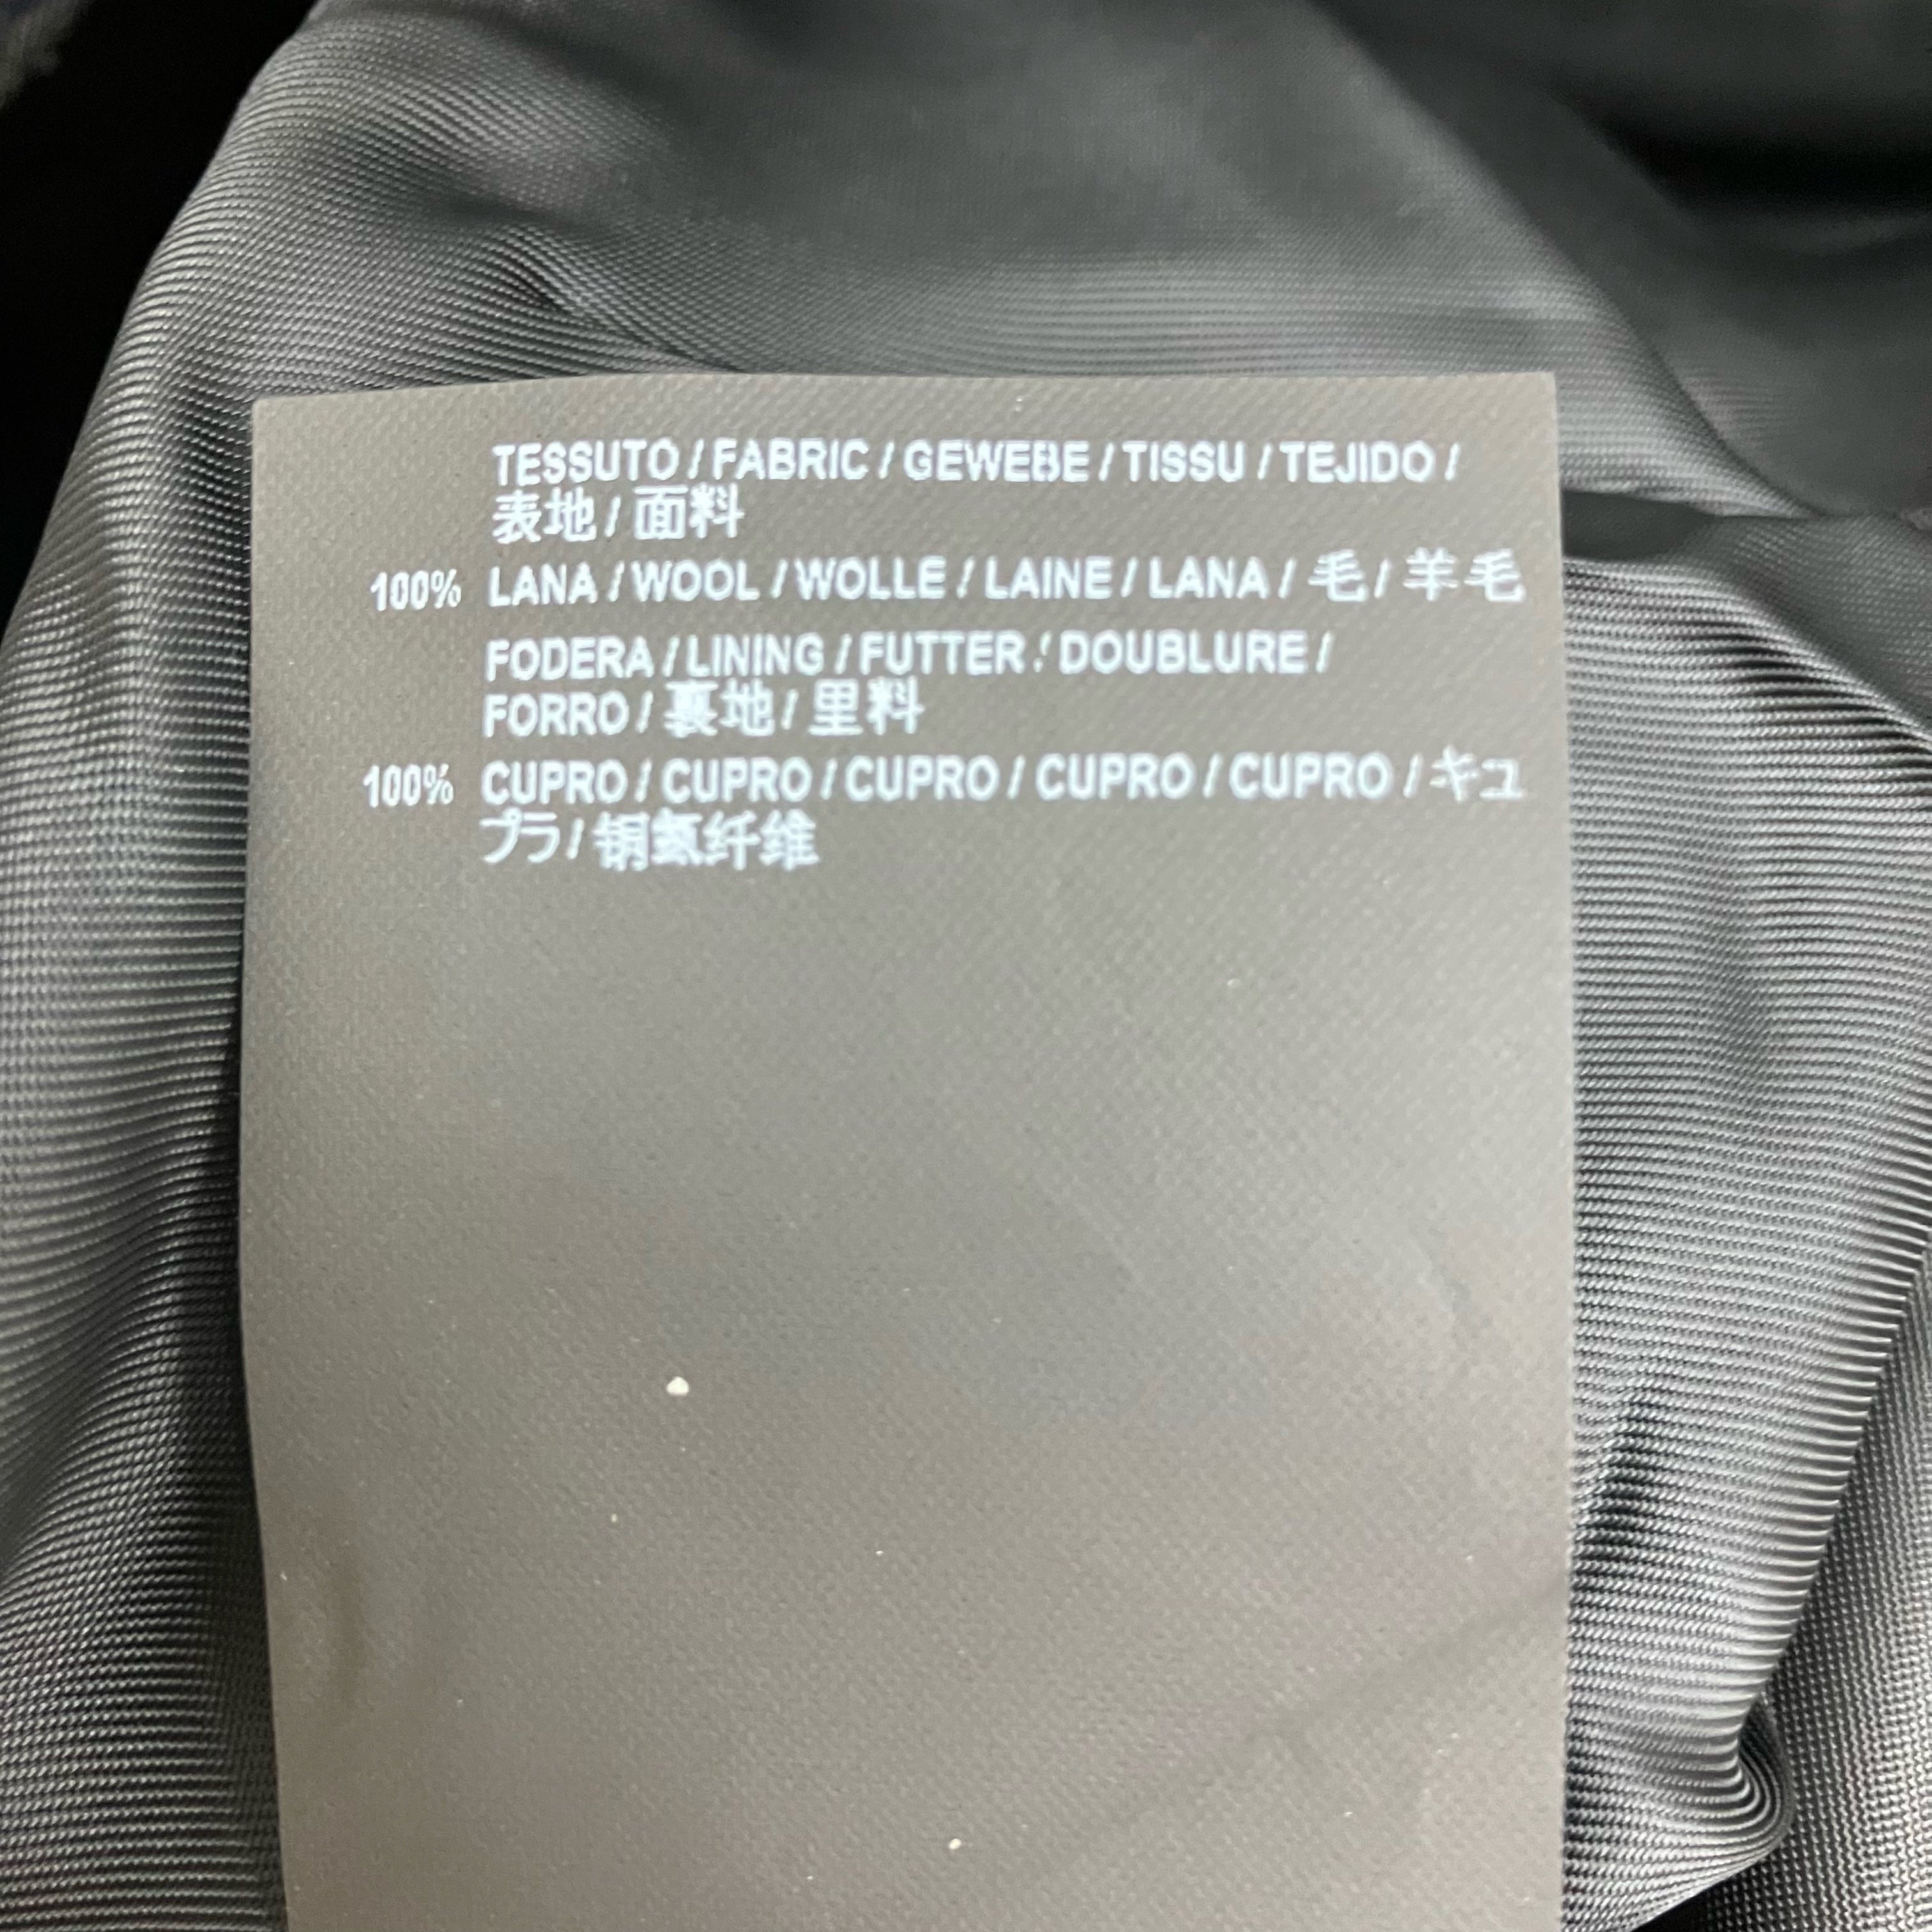 TESSUTO / FABRIC / GEWEBE / TISSU / TEJIDO /
表地 / 面料
100% LANA / WOOL / WOLLE / LAINE / LANA / 毛 / 羊毛
FODERA / LINING / FUTTER / DOUBLURE /
FORRO / 裏地 / 里料
100% CUPRO / CUPRO / CUPRO / CUPRO / CUPRO / キュ
プラ / 铜氨纤维